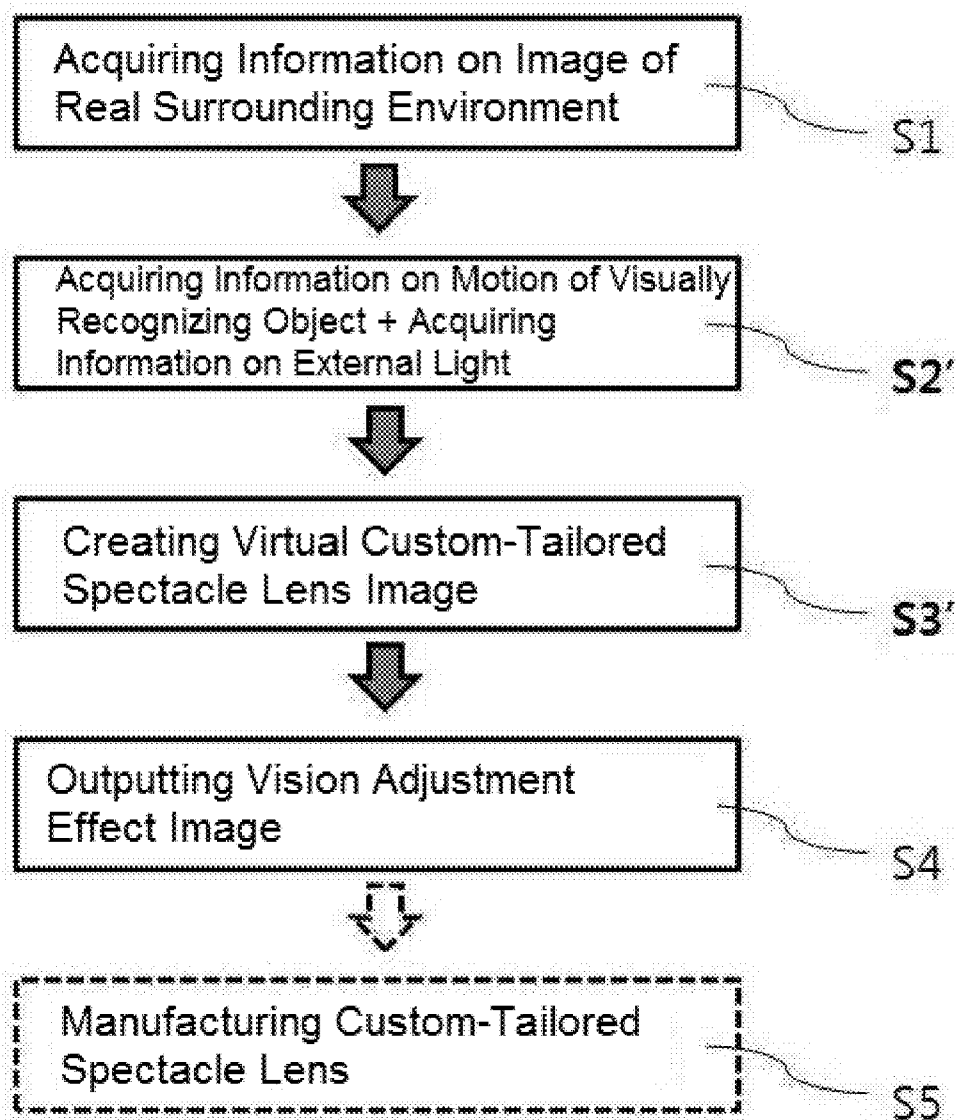 Acquiring Information on Image of
Real Surrounding Environment
S1
Acquiring Information on Motion of Visually
Recognizing Object + Acquiring
Information on External Light
S2'
Creating Virtual Custom-Tailored
Spectacle Lens Image
S3'
Outputting Vision Adjustment
Effect Image
S4
Manufacturing Custom-Tailored
Spectacle Lens
S5